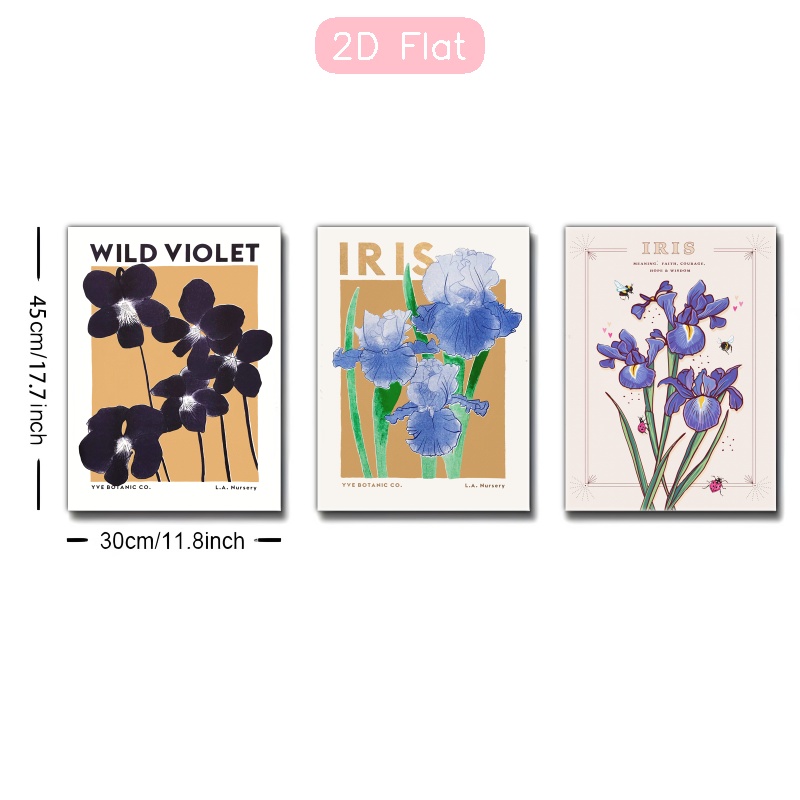 2D Flat
WILD VIOLET
YVE BOTANIC CO.
L.A. Nursery
IRIS
YVE BOTANIC CO.
L.A. Nursery
IRIS
MEANING. FAITH, COURAGE,
HOPE & WISDOM
45cm/17.7inch
30cm/11.8inch